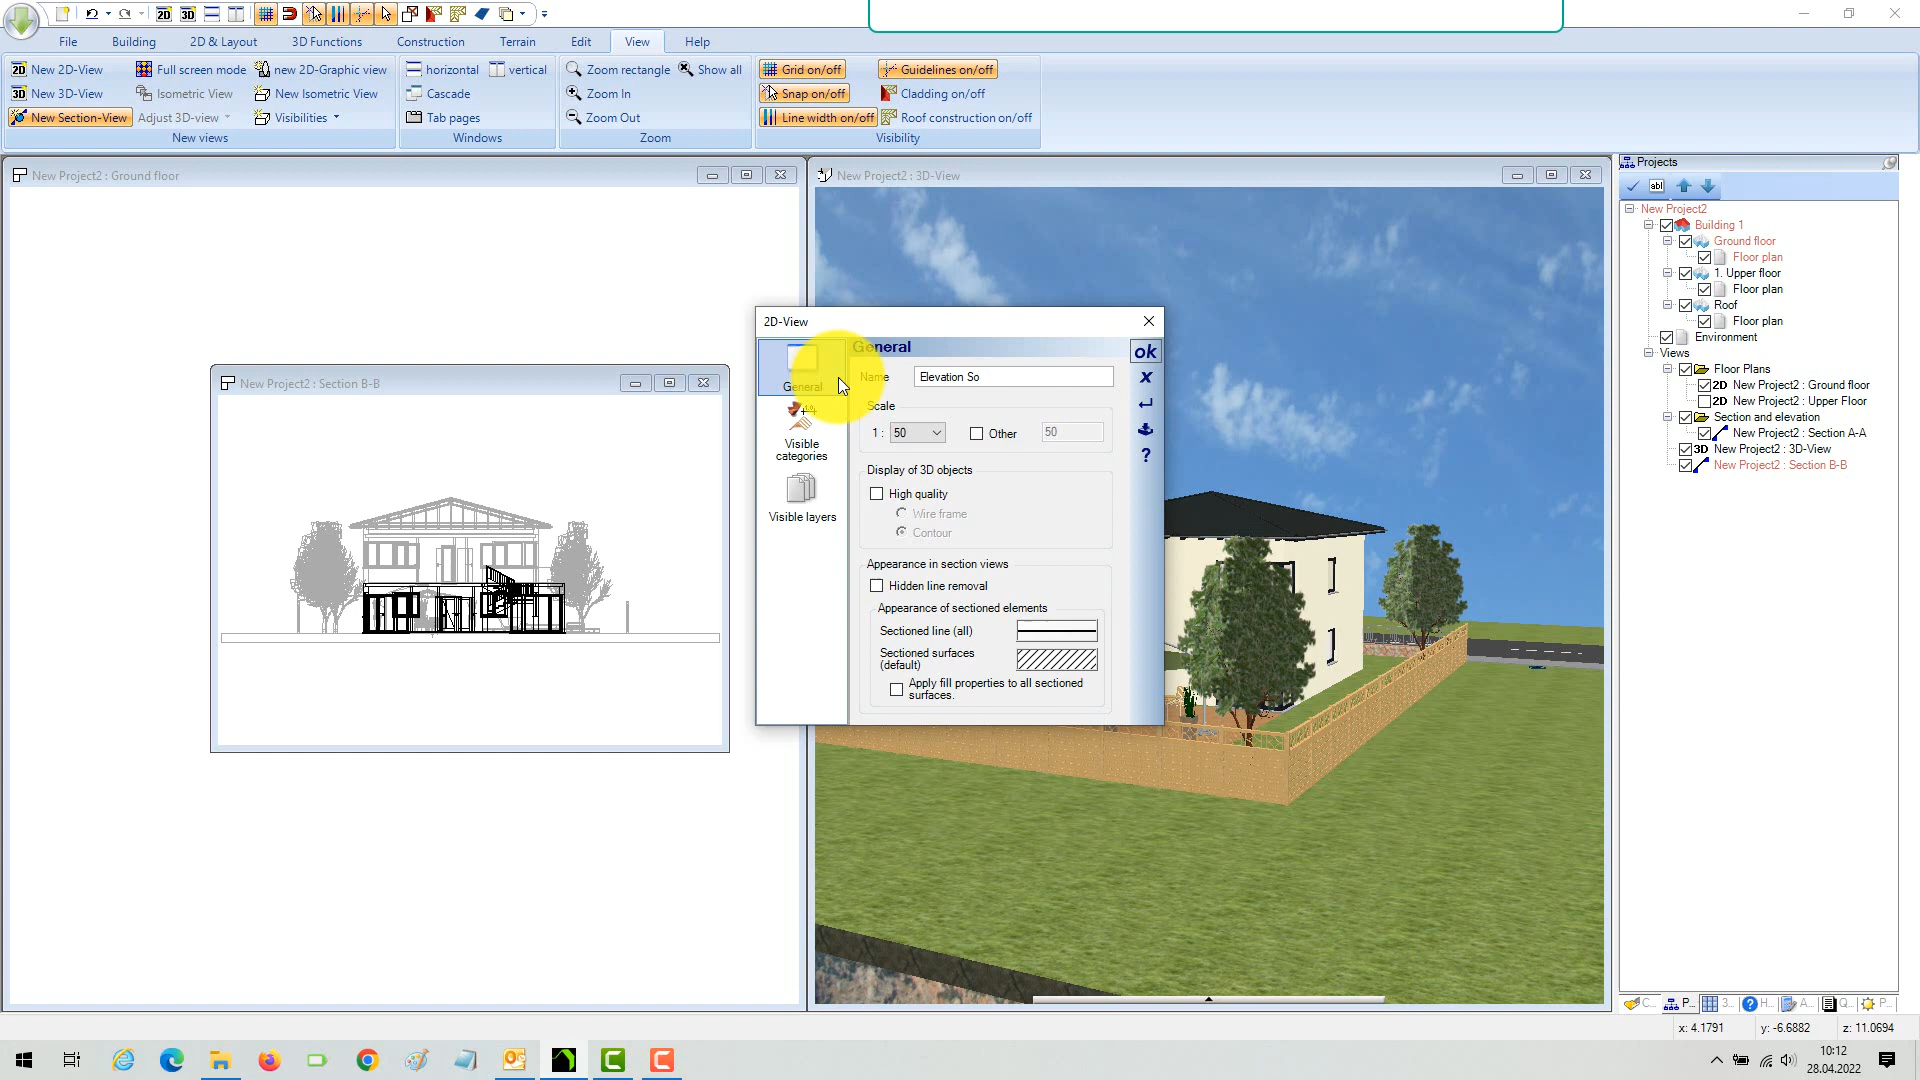 2D 3D
File Building 2D & Layout 3D Functions Construction Terrain Edit View Help
2D New 2D-View Full screen mode new 2D-Graphic view horizontal vertical Zoom rectangle Show all Grid on/off Guidelines on/off
3D New 3D-View Isometric View New Isometric View Cascade Zoom In Snap on/off Cladding on/off
New Section-View Adjust 3D-view Visibilities Tab pages Zoom Out Line width on/off Roof construction on/off
New views Windows Zoom Visibility
New Project2 : Ground floor
New Project2 : Section B-B
New Project2 : 3D-View
2D-View
General
Visible
categories
Visible layers
General
Name Elevation So
Scale
1 : 50 Other 50
Display of 3D objects
High quality
Wire frame
Contour
Appearance in section views
Hidden line removal
Appearance of sectioned elements
Sectioned line (all)
Sectioned surfaces
(default)
Apply fill properties to all sectioned
surfaces.
ok
x
?
Projects
abl
New Project2
Building 1
Ground floor
Floor plan
1. Upper floor
Floor plan
Roof
Floor plan
Environment
Views
Floor Plans
2D New Project2 : Ground floor
2D New Project2 : Upper Floor
Section and elevation
New Project2 : Section A-A
3D New Project2 : 3D-View
New Project2 : Section B-B
C... P... 3... H... A... Q... P...
x: 4.1791 y: -6.6882 z: 11.0694
10:12
28.04.2022